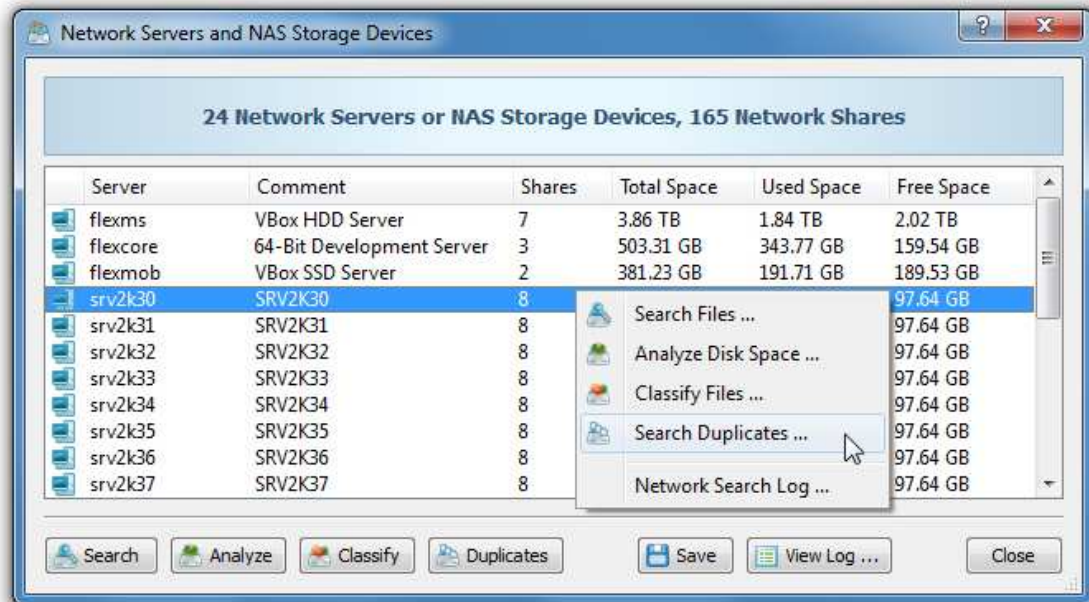 Network Servers and NAS Storage Devices
24 Network Servers or NAS Storage Devices, 165 Network Shares
Server Comment Shares Total Space Used Space Free Space
flexms VBox HDD Server 7 3.86 TB 1.84 TB 2.02 TB
flexcore 64-Bit Development Server 3 503.31 GB 343.77 GB 159.54 GB
flexmob VBox SSD Server 2 381.23 GB 191.71 GB 189.53 GB
srv2k30 SRV2K30 8 97.64 GB
srv2k31 SRV2K31 8 97.64 GB
srv2k32 SRV2K32 8 97.64 GB
srv2k33 SRV2K33 8 97.64 GB
srv2k34 SRV2K34 8 97.64 GB
srv2k35 SRV2K35 8 97.64 GB
srv2k36 SRV2K36 8 97.64 GB
srv2k37 SRV2K37 8 97.64 GB
Search Files ...
Analyze Disk Space ...
Classify Files ...
Search Duplicates ...
Network Search Log ...
Search Analyze Classify Duplicates Save View Log ... Close